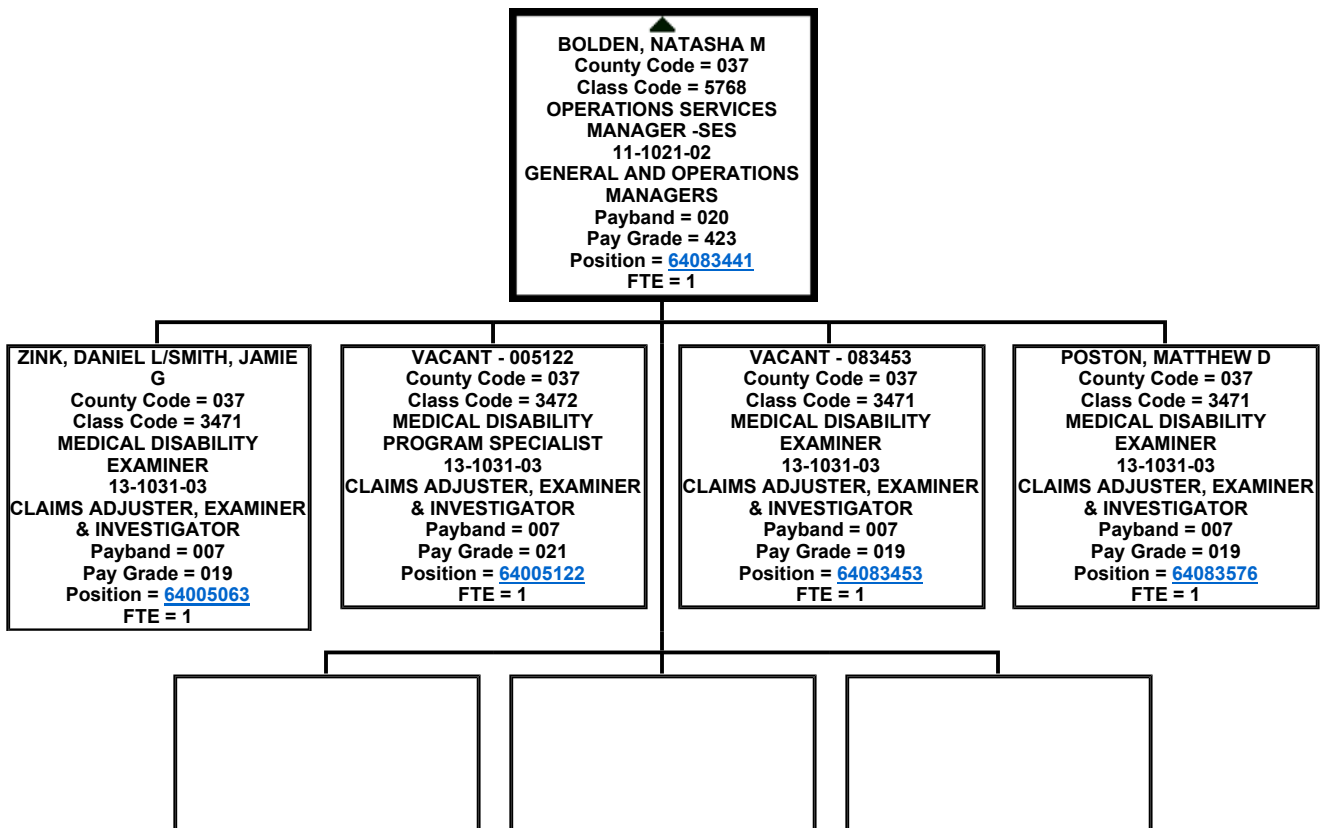 BOLDEN, NATASHA M
County Code = 037
Class Code = 5768
OPERATIONS SERVICES
MANAGER -SES
11-1021-02
GENERAL AND OPERATIONS
MANAGERS
Payband = 020
Pay Grade = 423
Position = 64083441
FTE = 1
ZINK, DANIEL L/SMITH, JAMIE
G
County Code = 037
Class Code = 3471
MEDICAL DISABILITY
EXAMINER
13-1031-03
CLAIMS ADJUSTER, EXAMINER
& INVESTIGATOR
Payband = 007
Pay Grade = 019
Position = 64005063
FTE = 1
VACANT - 005122
County Code = 037
Class Code = 3472
MEDICAL DISABILITY
PROGRAM SPECIALIST
13-1031-03
CLAIMS ADJUSTER, EXAMINER
& INVESTIGATOR
Payband = 007
Pay Grade = 021
Position = 64005122
FTE = 1
VACANT - 083453
County Code = 037
Class Code = 3471
MEDICAL DISABILITY
EXAMINER
13-1031-03
CLAIMS ADJUSTER, EXAMINER
& INVESTIGATOR
Payband = 007
Pay Grade = 019
Position = 64083453
FTE = 1
POSTON, MATTHEW D
County Code = 037
Class Code = 3471
MEDICAL DISABILITY
EXAMINER
13-1031-03
CLAIMS ADJUSTER, EXAMINER
& INVESTIGATOR
Payband = 007
Pay Grade = 019
Position = 64083576
FTE = 1